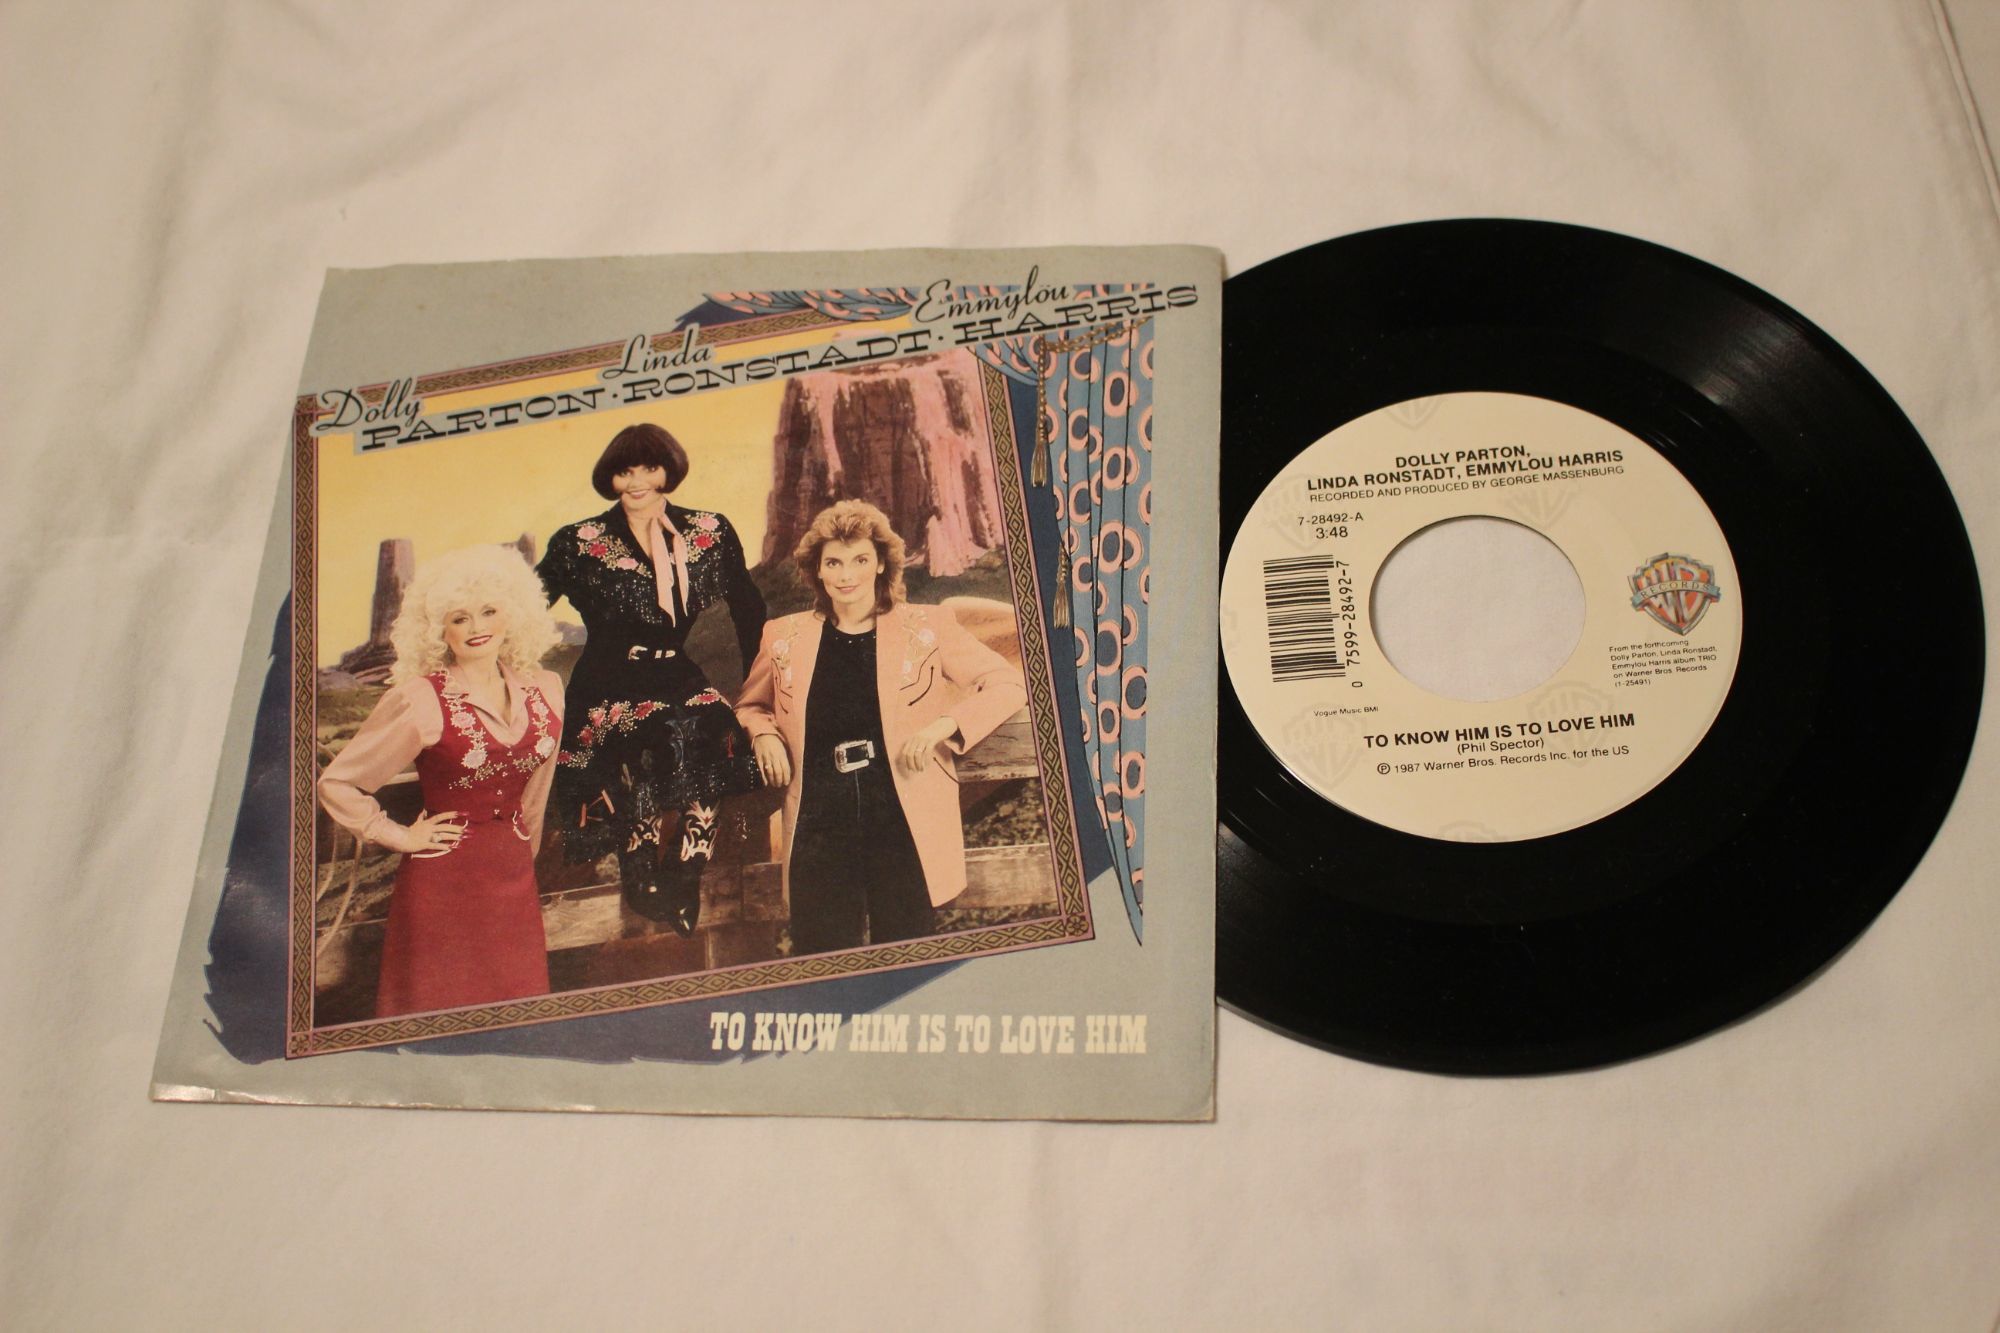 Dolly Linda Emmyloü
PARTON · RONSTADT · HARRIS
TO KNOW HIM IS TO LOVE HIM
DOLLY PARTON,
LINDA RONSTADT, EMMYLOU HARRIS
RECORDED AND PRODUCED BY GEORGE MASSENBURG
7-28492-A
3:48
0 7599-28492-7
W RECORDS
From the forthcoming
Dolly Parton, Linda Ronstadt,
Emmylou Harris album TRIO
on Warner Bros. Records
(1-25491)
Vogue Music BMI
TO KNOW HIM IS TO LOVE HIM
(Phil Spector)
℗ 1987 Warner Bros. Records Inc. for the US